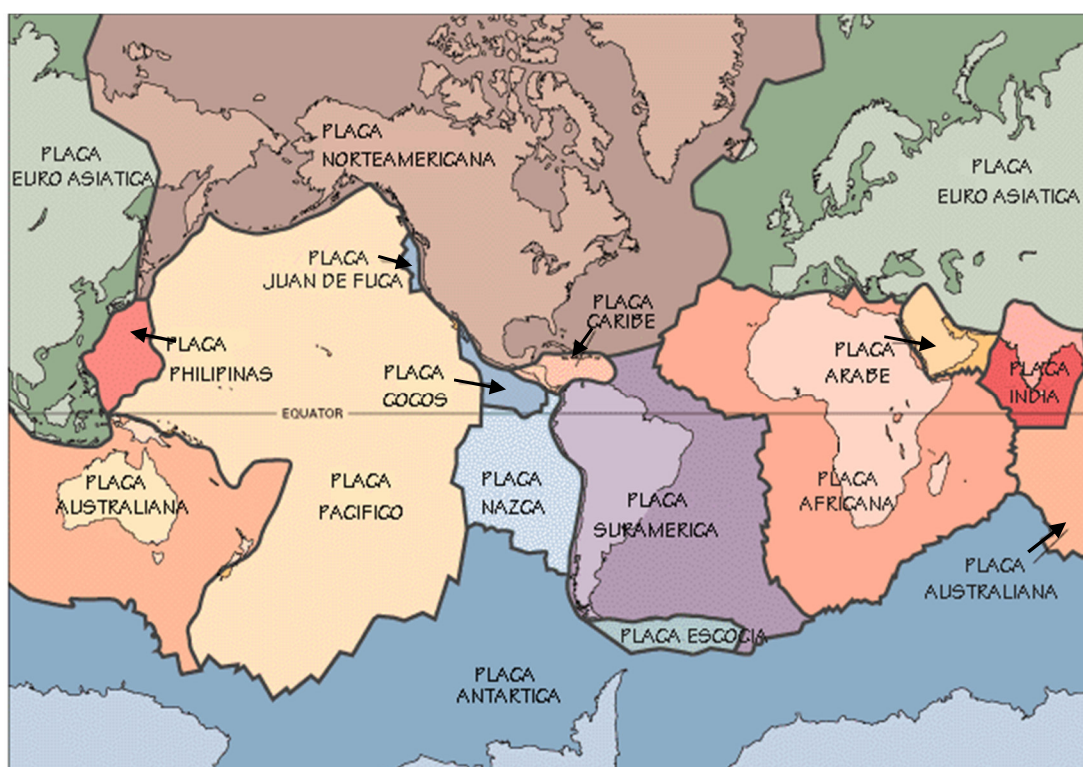 PLACA
NORTEAMERICANA
PLACA
EURO ASIATICA
PLACA
EURO ASIATICA
PLACA
JUAN DE FUCA
PLACA
CARIBE
PLACA
PHILIPINAS
PLACA
COCOS
PLACA
ARABE
PLACA
INDIA
EQUATOR
PLACA
AUSTRALIANA
PLACA
PACIFICO
PLACA
NAZCA
PLACA
SURAMERICA
PLACA
AFRICANA
PLACA
AUSTRALIANA
PLACA ESCOCIA
PLACA
ANTARTICA